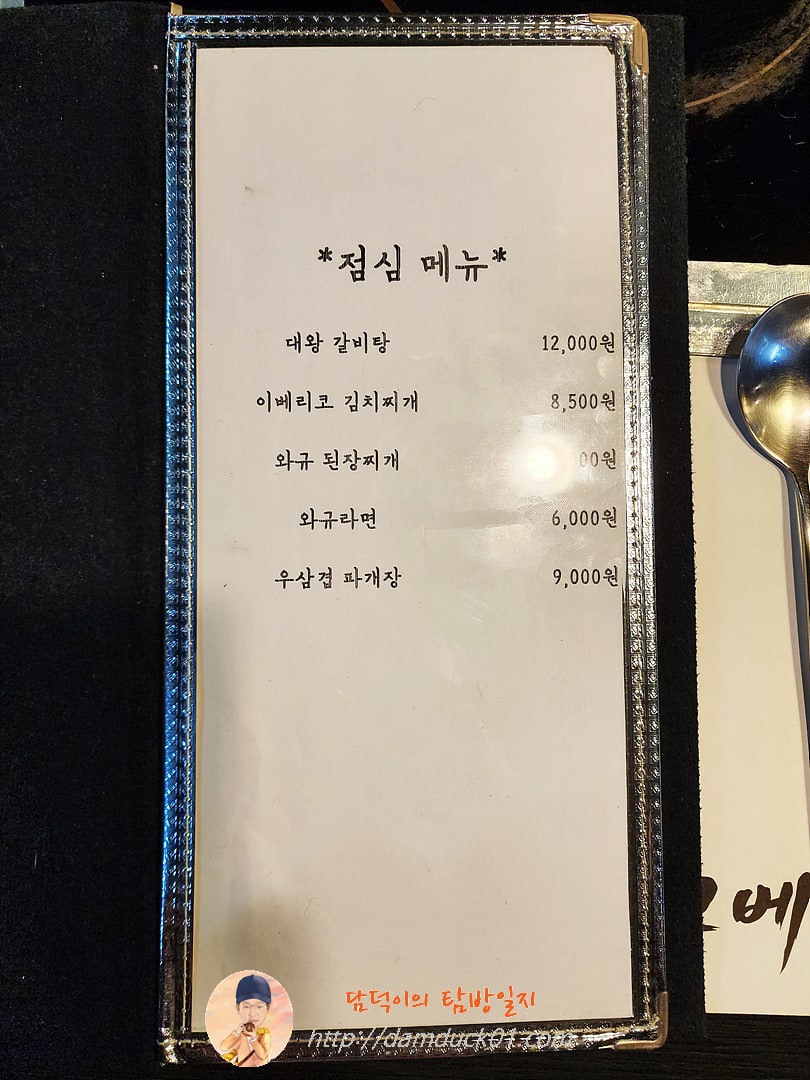 *점심 메뉴*
대왕 갈비탕 12,000원
이베리코 김치찌개 8,500원
와규 된장찌개
와규라면 6,000원
우삼겹 파개장 9,000원
베
담덕이의 탐방일지
http://damduck01.com